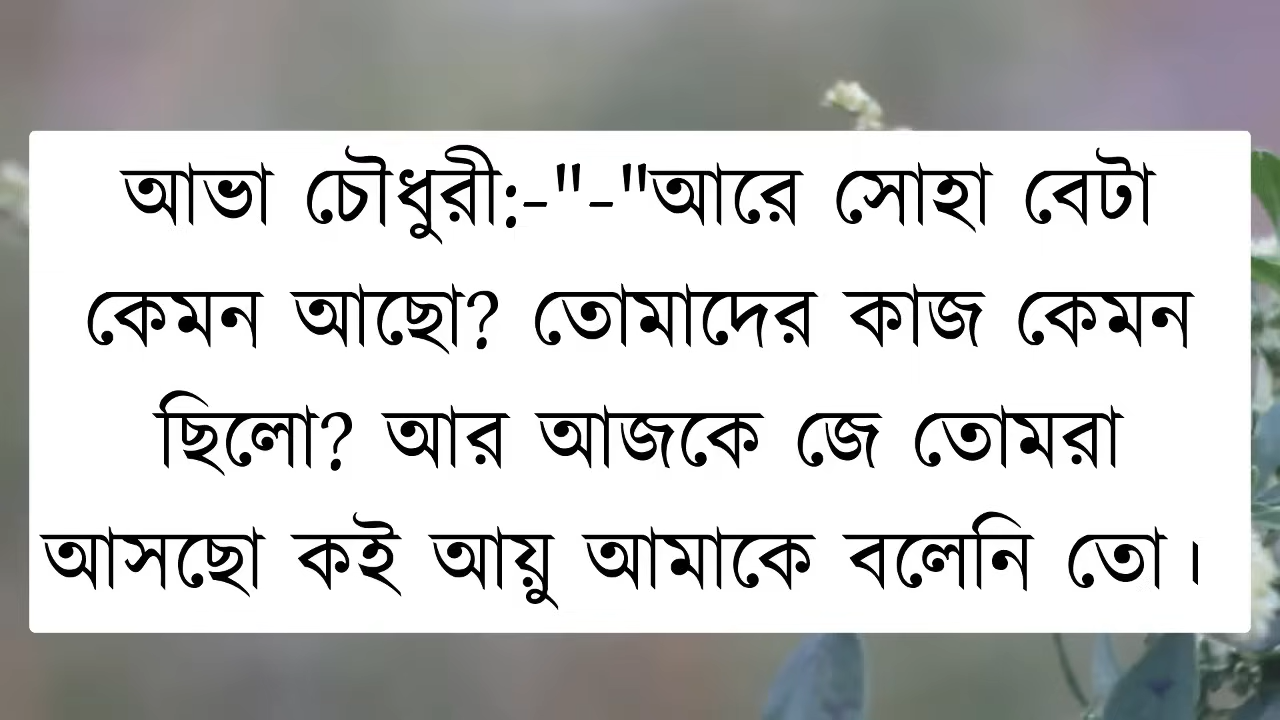 আভা চৌধুরী:-"-"আরে সোহা বেটা
কেমন আছো? তোমাদের কাজ কেমন
ছিলো? আর আজকে জে তোমরা
আসছো কই আয়ু আমাকে বলেনি তো।